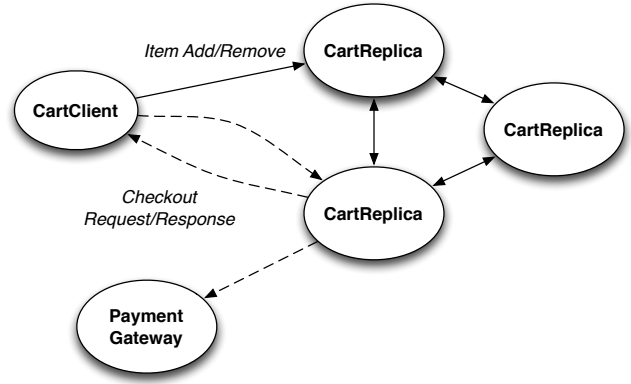 Item Add/Remove
CartReplica
CartClient
CartReplica
Checkout
Request/Response
CartReplica
Payment
Gateway